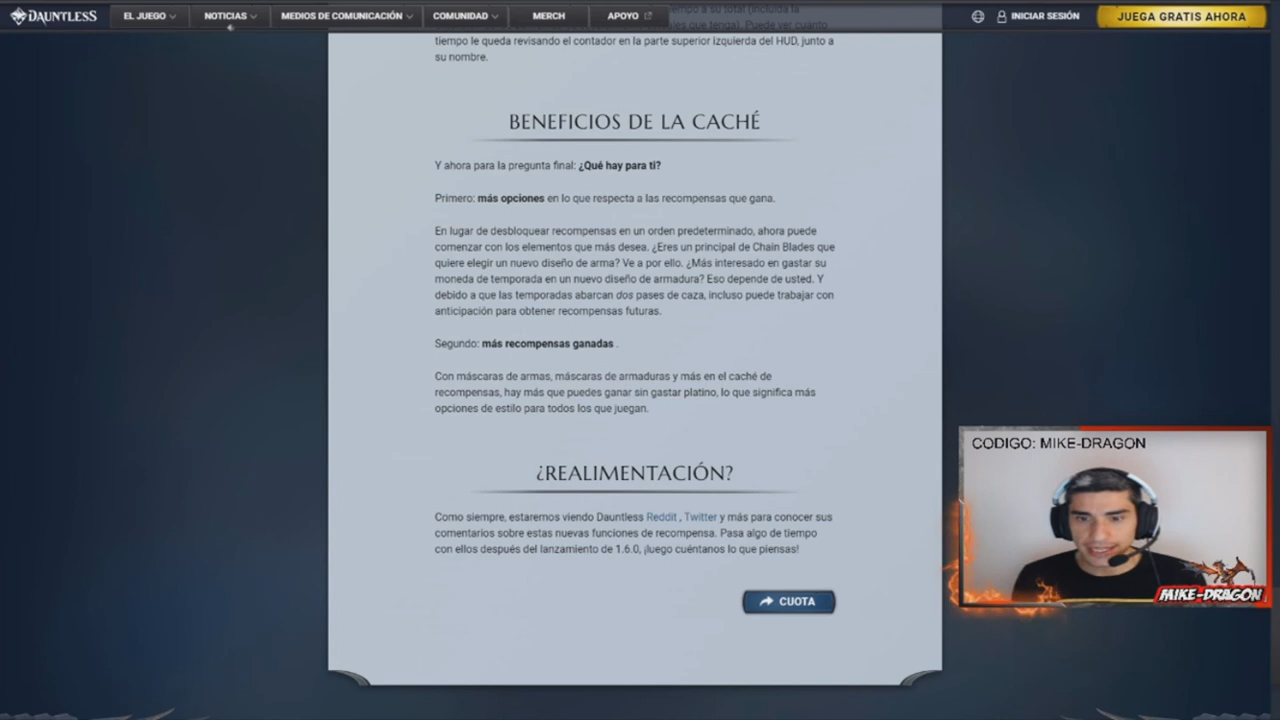 DAUNTLESS
EL JUEGO
NOTICIAS
MEDIOS DE COMUNICACIÓN
COMUNIDAD
MERCH
APOYO
INICIAR SESIÓN
JUEGA GRATIS AHORA
tiempo le queda revisando el contador en la parte superior izquierda del HUD, junto a
su nombre.
BENEFICIOS DE LA CACHÉ
Y ahora para la pregunta final: ¿Qué hay para ti?
Primero: más opciones en lo que respecta a las recompensas que gana.
En lugar de desbloquear recompensas en un orden predeterminado, ahora puede
comenzar con los elementos que más desea. ¿Eres un principal de Chain Blades que
quiere elegir un nuevo diseño de arma? Ve a por ello. ¿Más interesado en gastar su
moneda de temporada en un nuevo diseño de armadura? Eso depende de usted. Y
debido a que las temporadas abarcan dos pases de caza, incluso puede trabajar con
anticipación para obtener recompensas futuras.
Segundo: más recompensas ganadas .
Con máscaras de armas, máscaras de armaduras y más en el caché de
recompensas, hay más que puedes ganar sin gastar platino, lo que significa más
opciones de estilo para todos los que juegan.
¿REALIMENTACIÓN?
Como siempre, estaremos viendo Dauntless Reddit , Twitter y más para conocer sus
comentarios sobre estas nuevas funciones de recompensa. Pasa algo de tiempo
con ellos después del lanzamiento de 1.6.0, ¡luego cuéntanos lo que piensas!
CUOTA
CODIGO: MIKE-DRAGON
MIKE-DRAGON